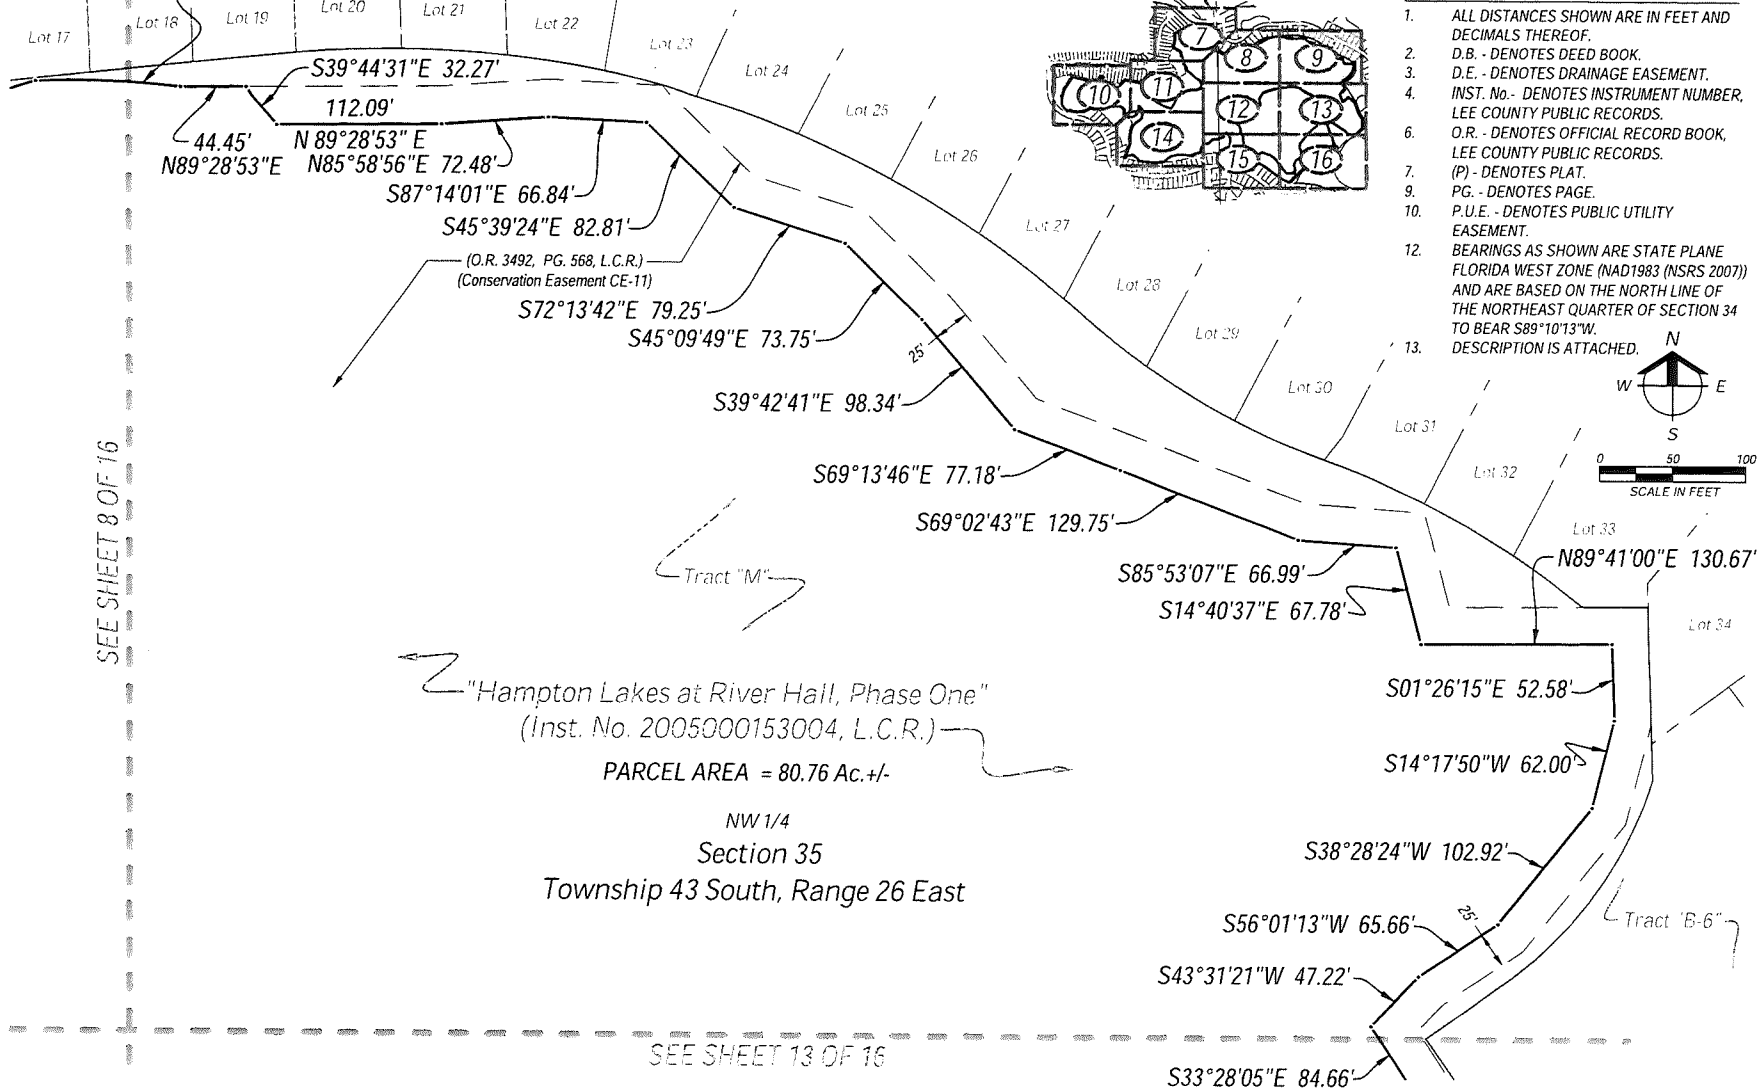 Lot 17
Lot 18
Lot 19
Lot 20
Lot 21
Lot 22
Lot 23
Lot 24
Lot 25
Lot 26
Lot 27
Lot 28
Lot 29
Lot 30
Lot 31
Lot 32
Lot 33
Lot 34
S39°44'31"E 32.27'
112.09'
N 89°28'53" E
44.45'
N89°28'53"E
N85°58'56"E 72.48'
S87°14'01"E 66.84'
S45°39'24"E 82.81'
(O.R. 3492, PG. 568, L.C.R.)
(Conservation Easement CE-11)
S72°13'42"E 79.25'
S45°09'49"E 73.75'
25'
S39°42'41"E 98.34'
S69°13'46"E 77.18'
S69°02'43"E 129.75'
S85°53'07"E 66.99'
S14°40'37"E 67.78'
N89°41'00"E 130.67'
S01°26'15"E 52.58'
S14°17'50"W 62.00'
S38°28'24"W 102.92'
S56°01'13"W 65.66'
25'
S43°31'21"W 47.22'
S33°28'05"E 84.66'
Tract "M"
Tract "B-6"
"Hampton Lakes at River Hall, Phase One"
(Inst. No. 2005000153004, L.C.R.)
PARCEL AREA = 80.76 Ac.+/-
NW 1/4
Section 35
Township 43 South, Range 26 East
SEE SHEET 8 OF 16
SEE SHEET 13 OF 16
7
8
9
10
11
12
13
14
15
16
1. ALL DISTANCES SHOWN ARE IN FEET AND
DECIMALS THEREOF.
2. D.B. - DENOTES DEED BOOK.
3. D.E. - DENOTES DRAINAGE EASEMENT.
4. INST. No.- DENOTES INSTRUMENT NUMBER,
LEE COUNTY PUBLIC RECORDS.
6. O.R. - DENOTES OFFICIAL RECORD BOOK,
LEE COUNTY PUBLIC RECORDS.
7. (P) - DENOTES PLAT.
9. PG. - DENOTES PAGE.
10. P.U.E. - DENOTES PUBLIC UTILITY
EASEMENT.
12. BEARINGS AS SHOWN ARE STATE PLANE
FLORIDA WEST ZONE (NAD1983 (NSRS 2007))
AND ARE BASED ON THE NORTH LINE OF
THE NORTHEAST QUARTER OF SECTION 34
TO BEAR S89°10'13"W.
13. DESCRIPTION IS ATTACHED.
N
W
E
S
0 50 100
SCALE IN FEET